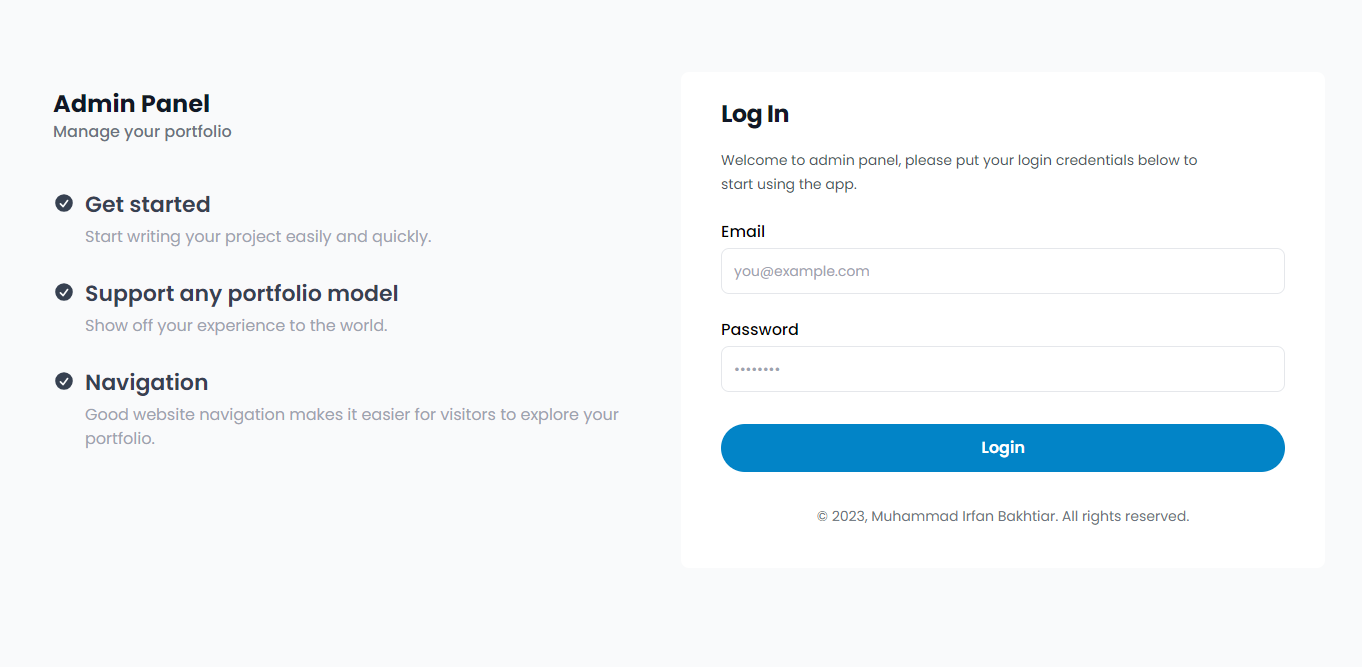 Admin Panel
Manage your portfolio
Get started
Start writing your project easily and quickly.
Support any portfolio model
Show off your experience to the world.
Navigation
Good website navigation makes it easier for visitors to explore your
portfolio.
Log In
Welcome to admin panel, please put your login credentials below to
start using the app.
Email
you@example.com
Password
••••••••
Login
© 2023, Muhammad Irfan Bakhtiar. All rights reserved.